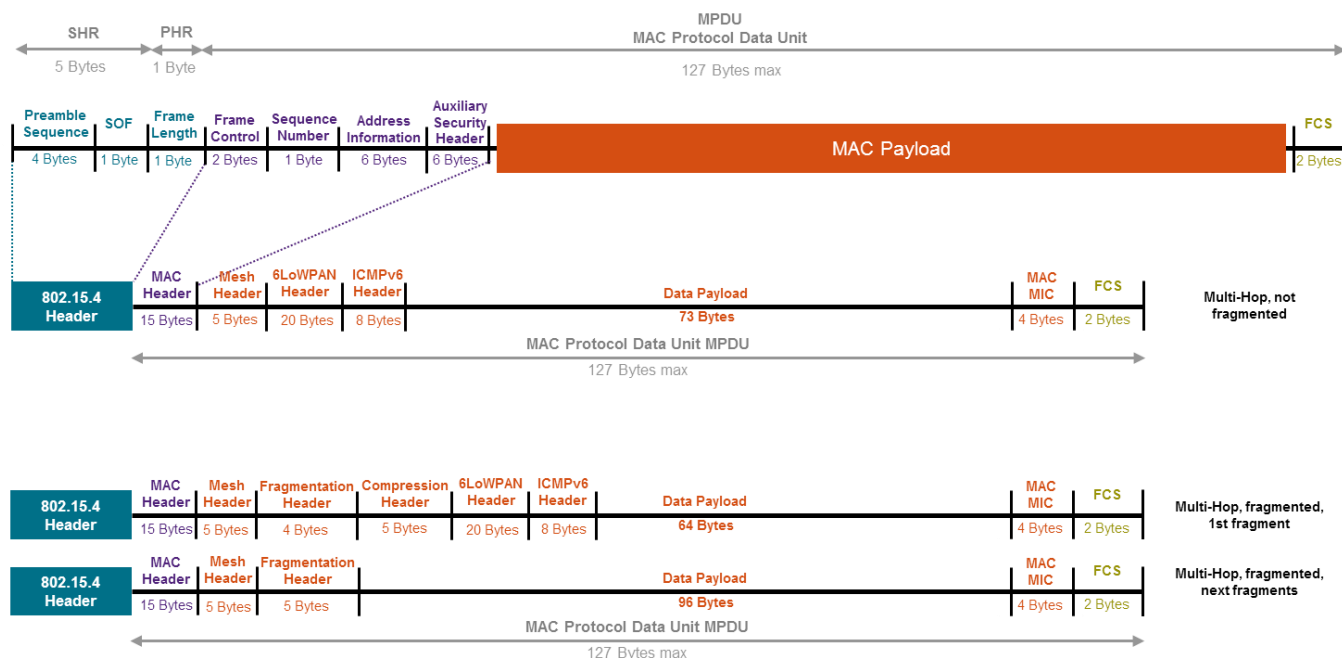 SHR
PHR
MPDU
MAC Protocol Data Unit
5 Bytes
1 Byte
127 Bytes max
Preamble
Sequence
SOF
Frame
Length
Frame
Control
Sequence
Number
Address
Information
Auxiliary
Security
Header
FCS
MAC Payload
4 Bytes
1 Byte
1 Byte
2 Bytes
1 Byte
6 Bytes
6 Bytes
2 Bytes
802.15.4
Header
MAC
Header
Mesh
Header
6LoWPAN
Header
ICMPv6
Header
Data Payload
MAC
MIC
FCS
15 Bytes
5 Bytes
20 Bytes
8 Bytes
73 Bytes
4 Bytes
2 Bytes
Multi-Hop, not
fragmented
MAC Protocol Data Unit MPDU
127 Bytes max
802.15.4
Header
MAC
Header
Mesh
Header
Fragmentation
Header
Compression
Header
6LoWPAN
Header
ICMPv6
Header
Data Payload
MAC
MIC
FCS
15 Bytes
5 Bytes
4 Bytes
5 Bytes
20 Bytes
8 Bytes
64 Bytes
4 Bytes
2 Bytes
Multi-Hop, fragmented,
1st fragment
802.15.4
Header
MAC
Header
Mesh
Header
Fragmentation
Header
Data Payload
MAC
MIC
FCS
15 Bytes
5 Bytes
5 Bytes
96 Bytes
4 Bytes
2 Bytes
Multi-Hop, fragmented,
next fragments
MAC Protocol Data Unit MPDU
127 Bytes max